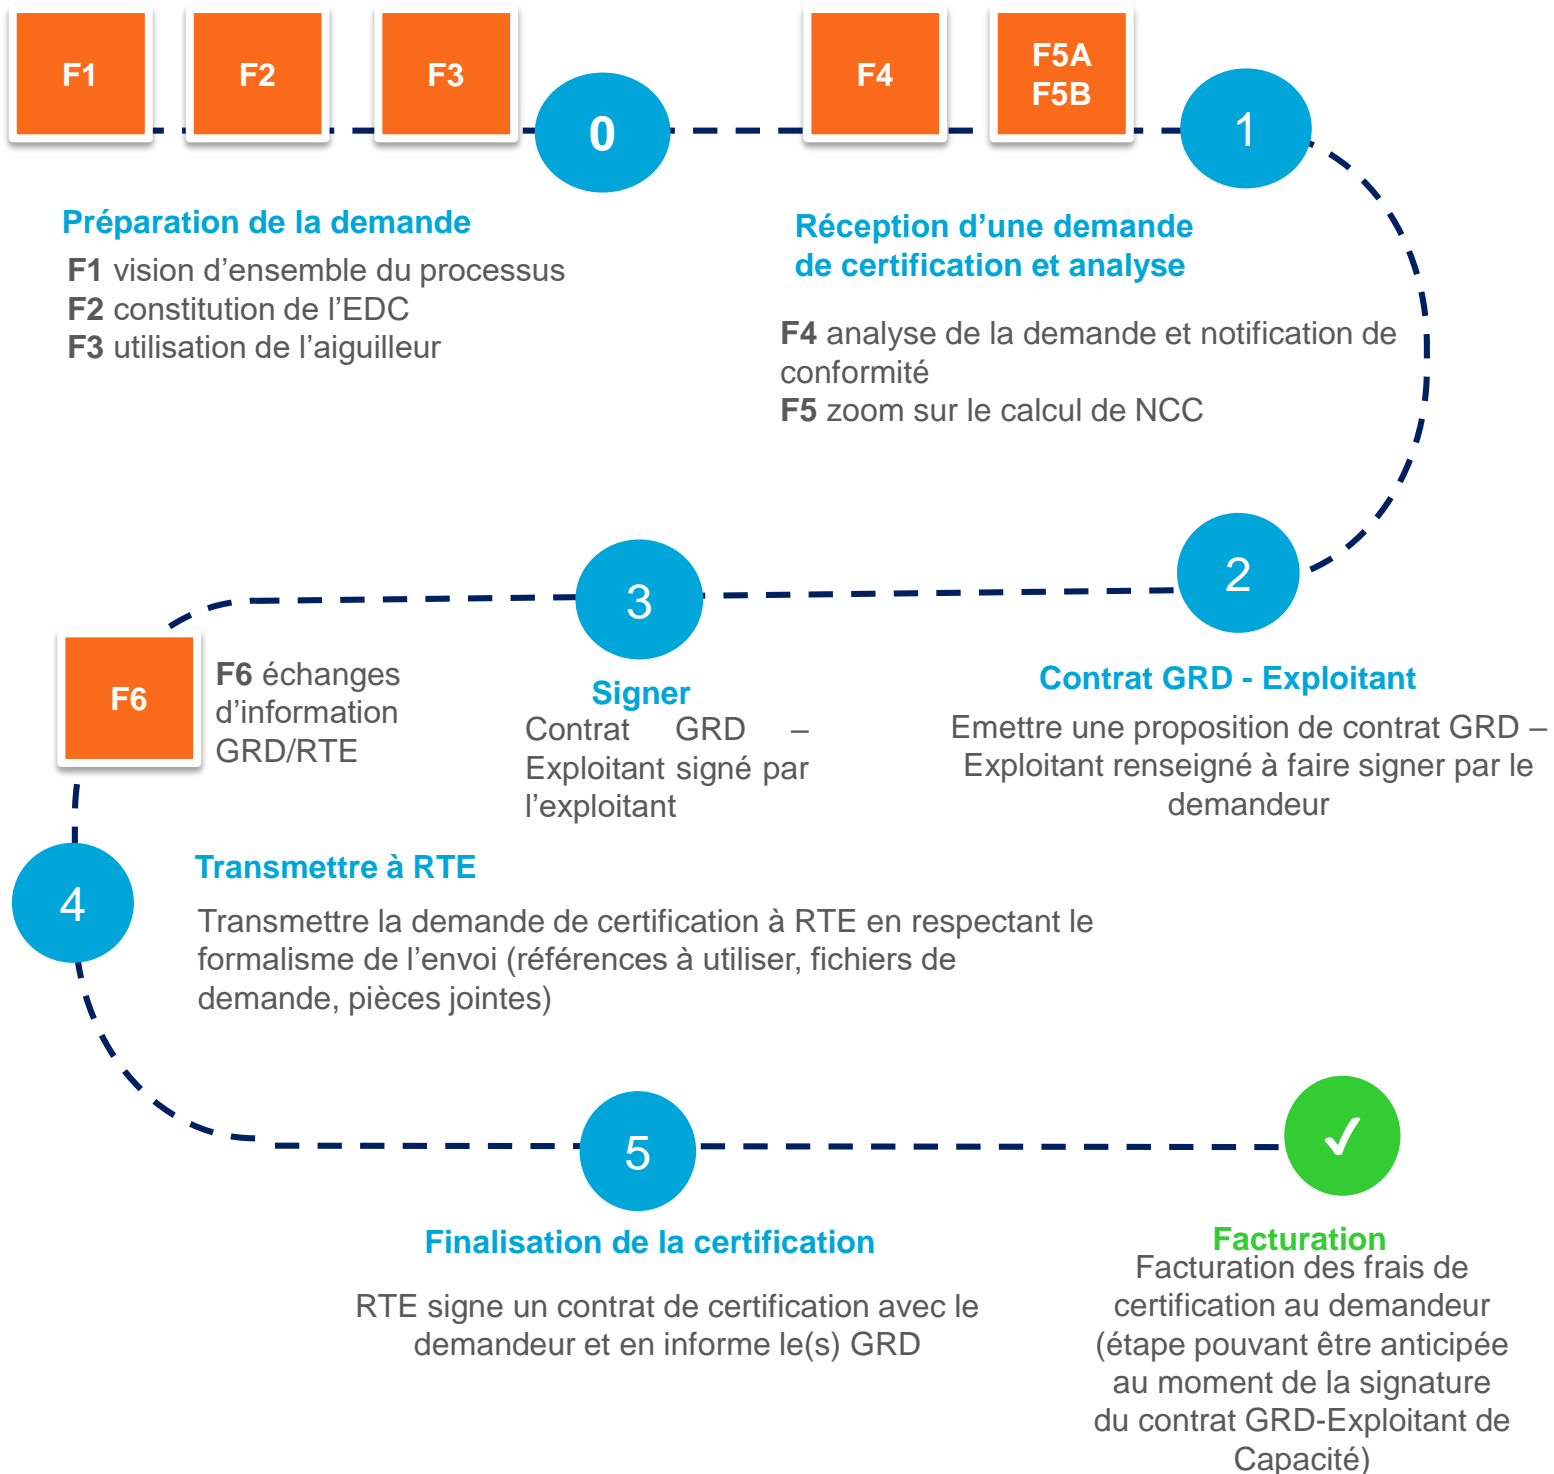 F1
F2
F3
0
F4
F5A
F5B
1
Préparation de la demande
F1 vision d’ensemble du processus
F2 constitution de l’EDC
F3 utilisation de l’aiguilleur
Réception d’une demande
de certification et analyse
F4 analyse de la demande et notification de
conformité
F5 zoom sur le calcul de NCC
2
Contrat GRD - Exploitant
Emettre une proposition de contrat GRD –
Exploitant renseigné à faire signer par le
demandeur
3
Signer
Contrat GRD –
Exploitant signé par
l’exploitant
F6
F6 échanges
d’information
GRD/RTE
4
Transmettre à RTE
Transmettre la demande de certification à RTE en respectant le
formalisme de l’envoi (références à utiliser, fichiers de
demande, pièces jointes)
5
Finalisation de la certification
RTE signe un contrat de certification avec le
demandeur et en informe le(s) GRD
✓
Facturation
Facturation des frais de
certification au demandeur
(étape pouvant être anticipée
au moment de la signature
du contrat GRD-Exploitant de
Capacité)